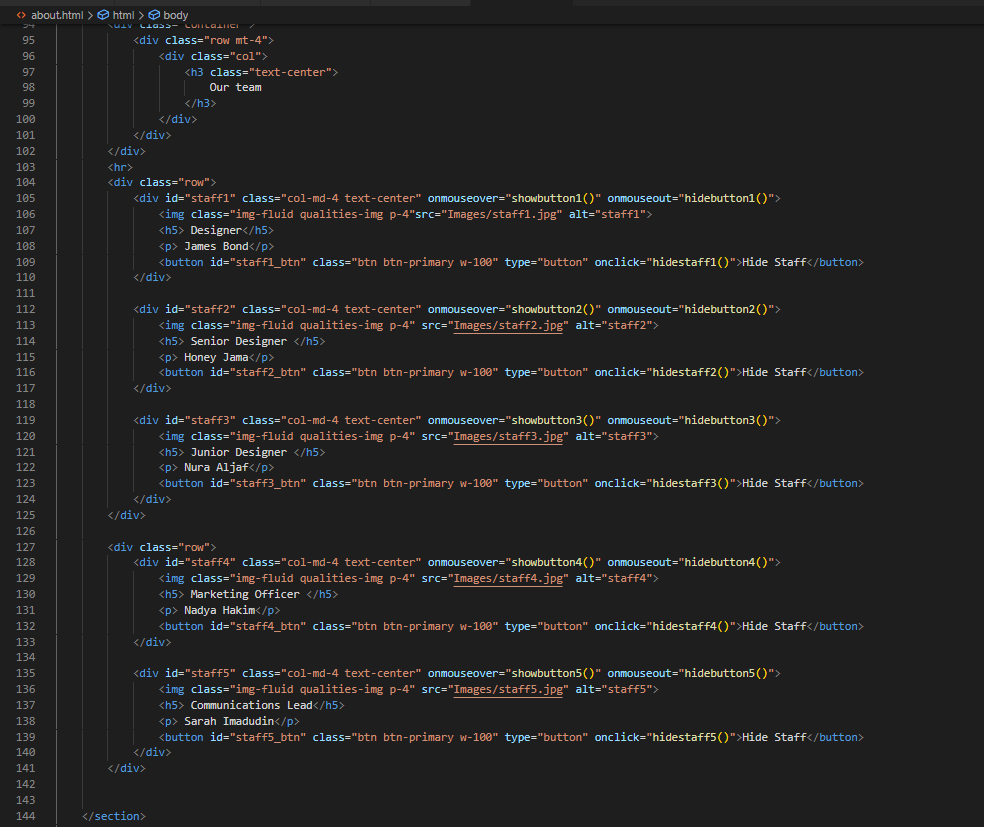 about.html > html > body
94 <div class="container">
95 <div class="row mt-4">
96 <div class="col">
97 <h3 class="text-center">
98 Our team
99 </h3>
100 </div>
101 </div>
102 </div>
103 <hr>
104 <div class="row">
105 <div id="staff1" class="col-md-4 text-center" onmouseover="showbutton1()" onmouseout="hidebutton1()">
106 <img class="img-fluid qualities-img p-4"src="Images/staff1.jpg" alt="staff1">
107 <h5> Designer</h5>
108 <p> James Bond</p>
109 <button id="staff1_btn" class="btn btn-primary w-100" type="button" onclick="hidestaff1()">Hide Staff</button>
110 </div>
111
112 <div id="staff2" class="col-md-4 text-center" onmouseover="showbutton2()" onmouseout="hidebutton2()">
113 <img class="img-fluid qualities-img p-4" src="Images/staff2.jpg" alt="staff2">
114 <h5> Senior Designer </h5>
115 <p> Honey Jama</p>
116 <button id="staff2_btn" class="btn btn-primary w-100" type="button" onclick="hidestaff2()">Hide Staff</button>
117 </div>
118
119 <div id="staff3" class="col-md-4 text-center" onmouseover="showbutton3()" onmouseout="hidebutton3()">
120 <img class="img-fluid qualities-img p-4" src="Images/staff3.jpg" alt="staff3">
121 <h5> Junior Designer </h5>
122 <p> Nura Aljaf</p>
123 <button id="staff3_btn" class="btn btn-primary w-100" type="button" onclick="hidestaff3()">Hide Staff</button>
124 </div>
125 </div>
126
127 <div class="row">
128 <div id="staff4" class="col-md-4 text-center" onmouseover="showbutton4()" onmouseout="hidebutton4()">
129 <img class="img-fluid qualities-img p-4" src="Images/staff4.jpg" alt="staff4">
130 <h5> Marketing Officer </h5>
131 <p> Nadya Hakim</p>
132 <button id="staff4_btn" class="btn btn-primary w-100" type="button" onclick="hidestaff4()">Hide Staff</button>
133 </div>
134
135 <div id="staff5" class="col-md-4 text-center" onmouseover="showbutton5()" onmouseout="hidebutton5()">
136 <img class="img-fluid qualities-img p-4" src="Images/staff5.jpg" alt="staff5">
137 <h5> Communications Lead</h5>
138 <p> Sarah Imadudin</p>
139 <button id="staff5_btn" class="btn btn-primary w-100" type="button" onclick="hidestaff5()">Hide Staff</button>
140 </div>
141 </div>
142
143
144 </section>